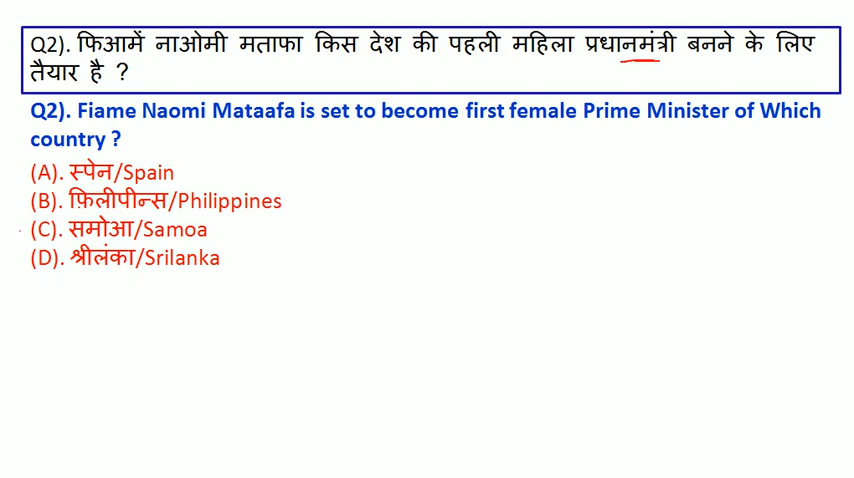 Q2). फिआमें नाओमी मताफा किस देश की पहली महिला प्रधानमंत्री बनने के लिए
तैयार है ?
Q2). Fiame Naomi Mataafa is set to become first female Prime Minister of Which
country ?
(A). स्पेन/Spain
(B). फ़िलीपीन्स/Philippines
(C). समोआ/Samoa
(D). श्रीलंका/Srilanka